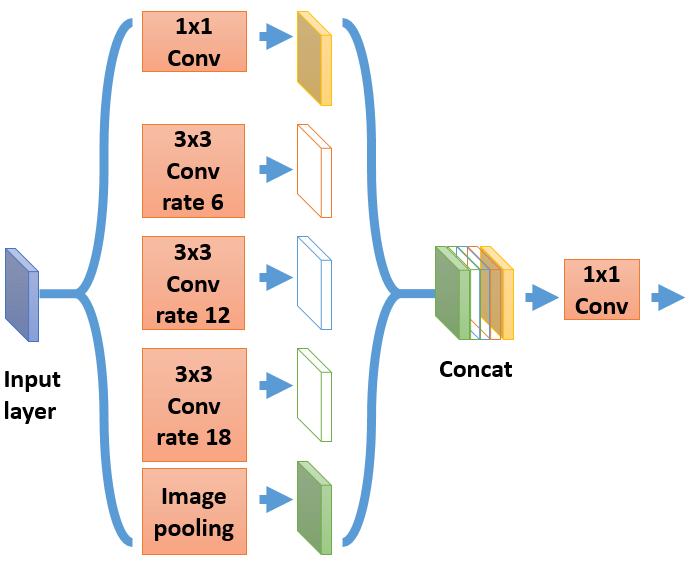 1x1
Conv
3x3
Conv
rate 6
3x3
Conv
rate 12
3x3
Conv
rate 18
Image
pooling
Input
layer
Concat
1x1
Conv